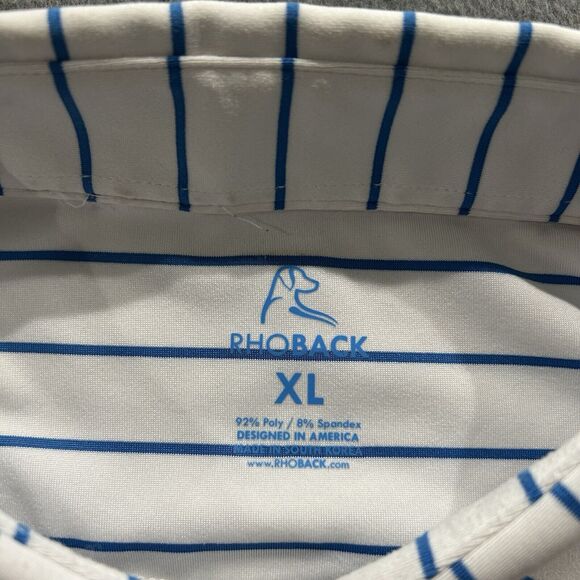 RHOBACK
XL
92% Poly / 8% Spandex
DESIGNED IN AMERICA
MADE IN SOUTH KOREA
www.RHOBACK.com